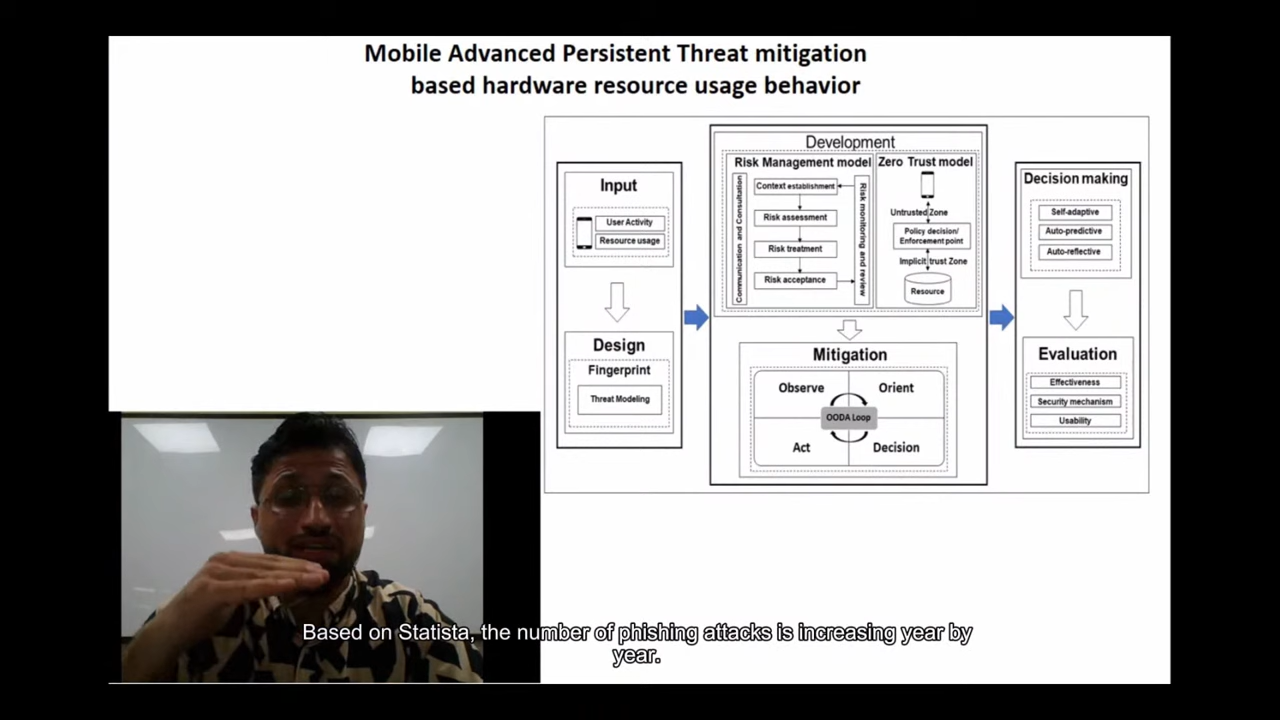 Mobile Advanced Persistent Threat mitigation
based hardware resource usage behavior
Input
User Activity
Resource usage
Design
Fingerprint
Threat Modeling
Development
Risk Management model
Communication and Consultation
Context establishment
Risk assessment
Risk treatment
Risk acceptance
Risk monitoring and review
Zero Trust model
Untrusted Zone
Policy decision/
Enforcement point
Implicit trust Zone
Resource
Mitigation
Observe
Orient
OODA Loop
Act
Decision
Decision making
Self-adaptive
Auto-predictive
Auto-reflective
Evaluation
Effectiveness
Security mechanism
Usability
Based on Statista, the number of phishing attacks is increasing year by
year.